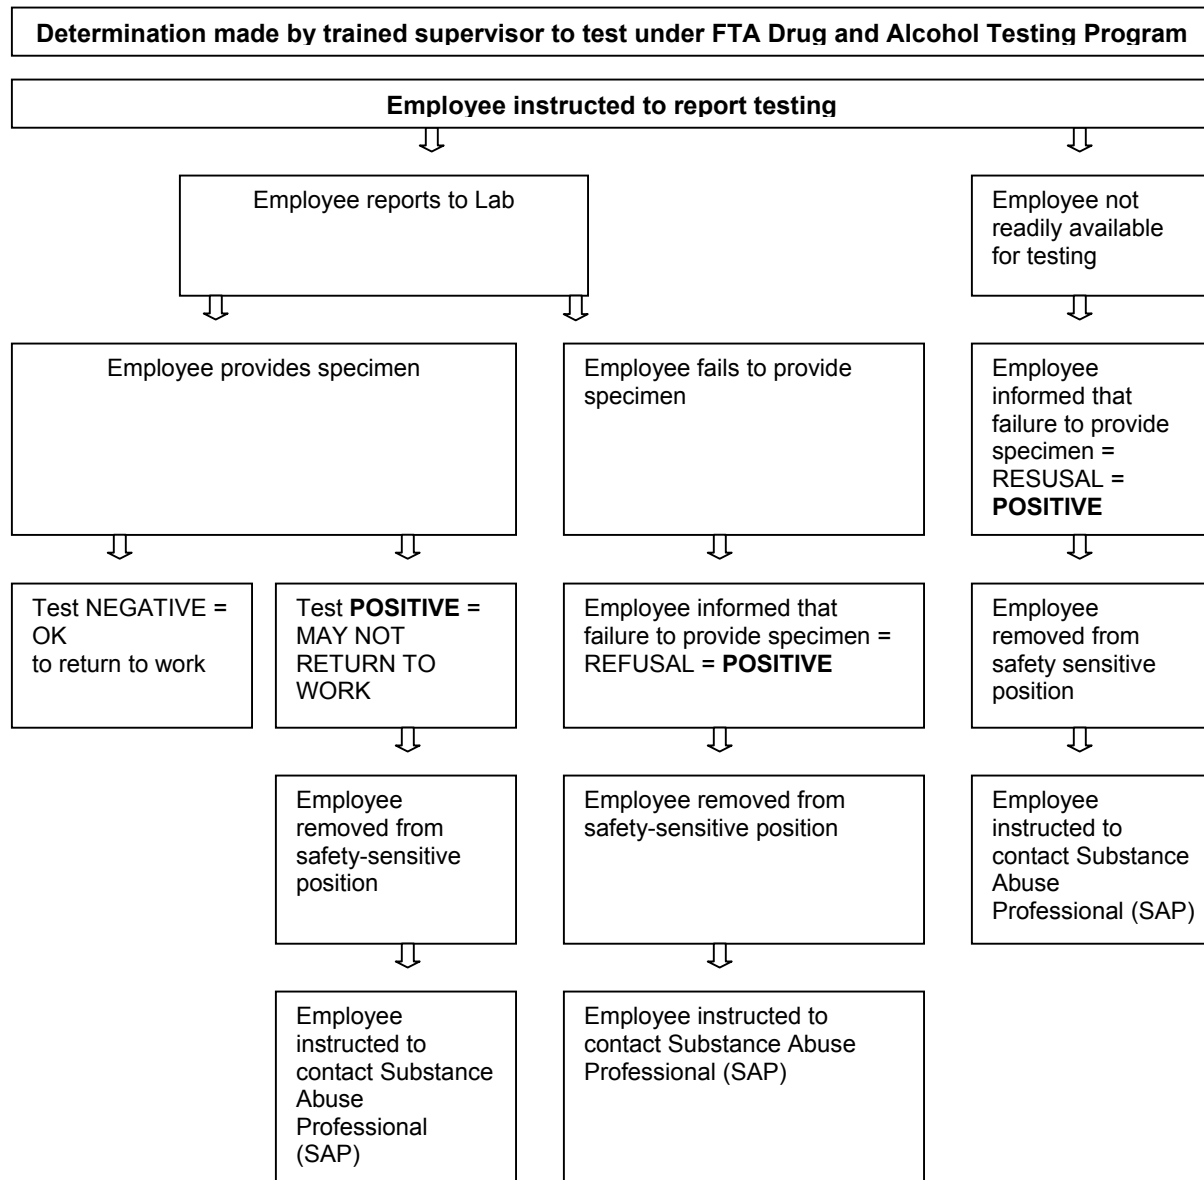 Determination made by trained supervisor to test under FTA Drug and Alcohol Testing Program
Employee instructed to report testing
Employee reports to Lab
Employee not
readily available
for testing
Employee provides specimen
Employee fails to provide
specimen
Employee
informed that
failure to provide
specimen =
RESUSAL =
POSITIVE
Test NEGATIVE =
OK
to return to work
Test POSITIVE =
MAY NOT
RETURN TO
WORK
Employee informed that
failure to provide specimen =
REFUSAL = POSITIVE
Employee
removed from
safety sensitive
position
Employee
removed from
safety-sensitive
position
Employee removed from
safety-sensitive position
Employee
instructed to
contact Substance
Abuse
Professional (SAP)
Employee
instructed to
contact Substance
Abuse
Professional
(SAP)
Employee instructed to
contact Substance Abuse
Professional (SAP)